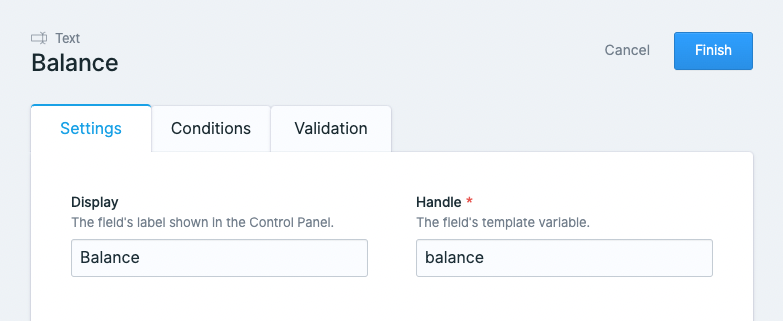 Text
Balance
Cancel
Finish
Settings
Conditions
Validation
Display
The field's label shown in the Control Panel.
Balance
Handle *
The field's template variable.
balance